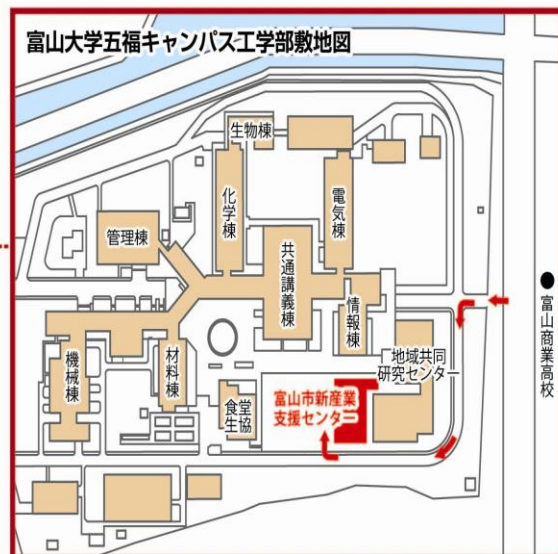 富山大学五福キャンパス工学部敷地図
生物棟
化学棟
電気棟
管理棟
共通講義棟
情報棟
機械棟
材料棟
食堂
生協
地域共同
研究センター
富山市新産業
支援センター
●富山商業高校